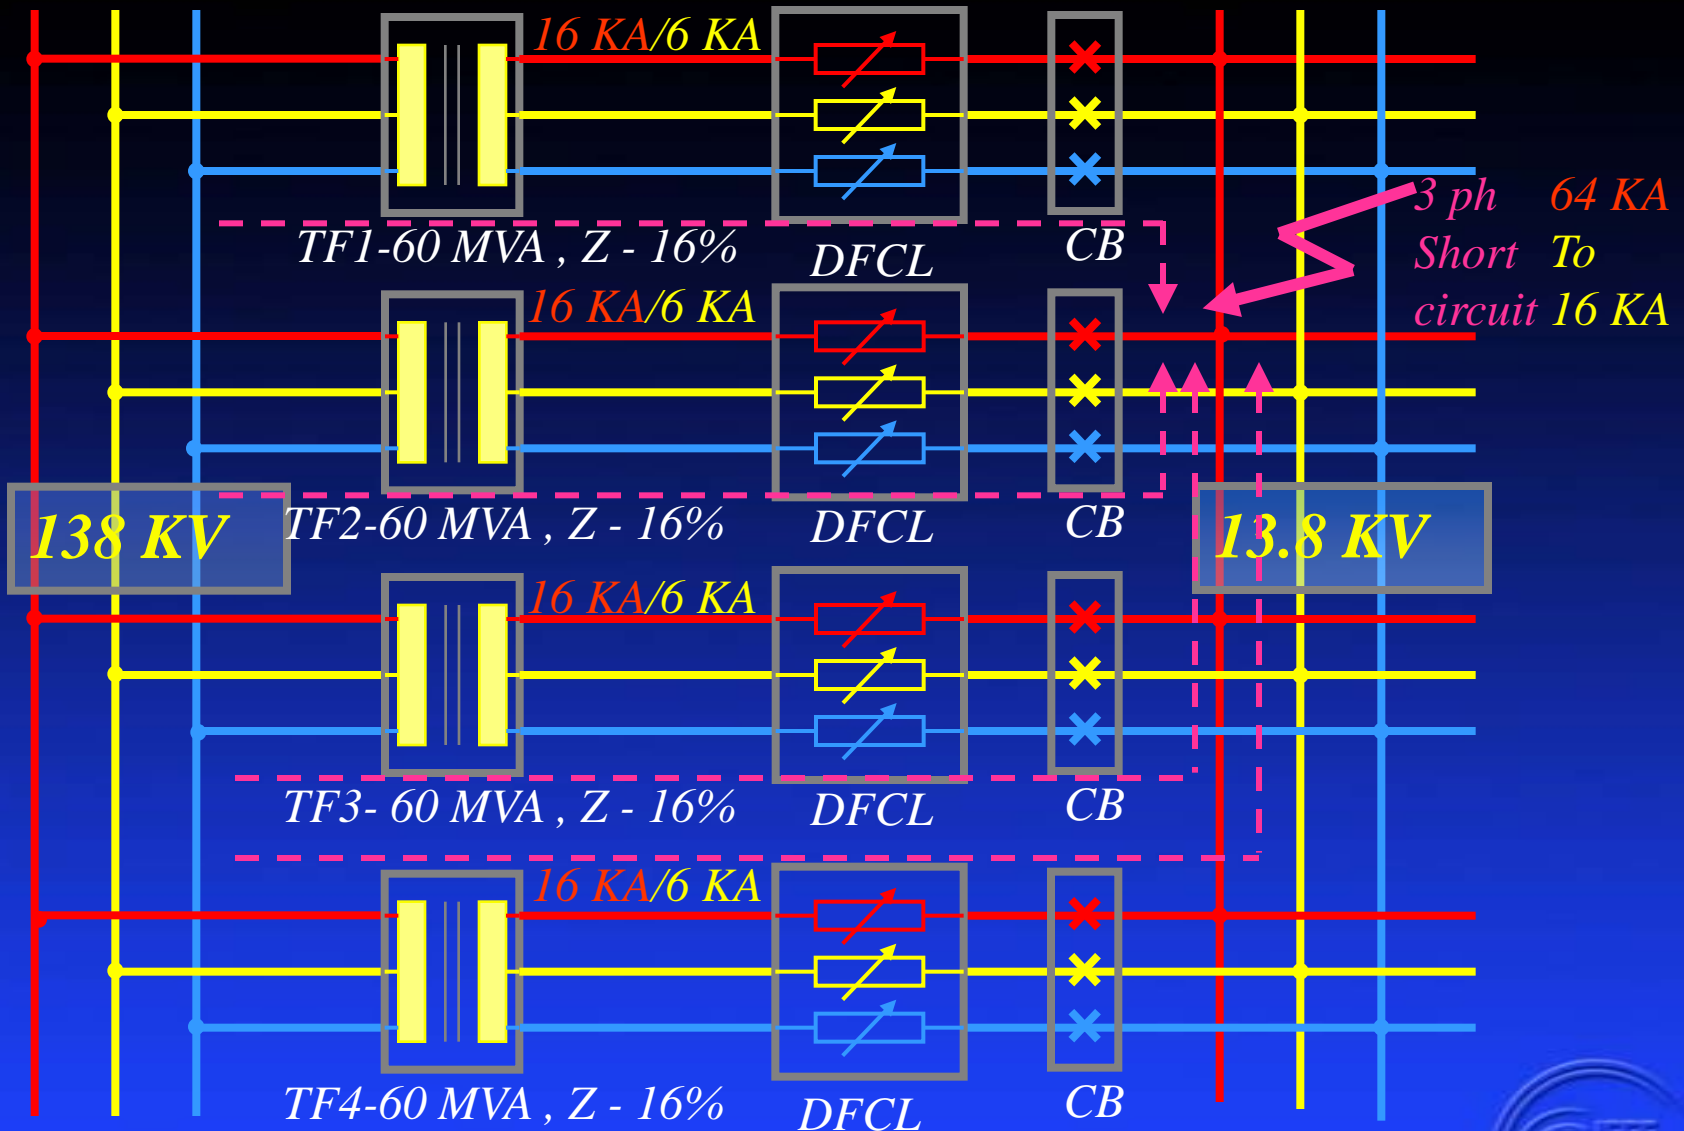 16 KA/6 KA
3 ph 64 KA
Short To
circuit 16 KA
TF1-60 MVA , Z - 16%
DFCL
CB
16 KA/6 KA
138 KV
TF2-60 MVA , Z - 16%
DFCL
CB
13.8 KV
16 KA/6 KA
TF3- 60 MVA , Z - 16%
DFCL
CB
16 KA/6 KA
TF4-60 MVA , Z - 16%
DFCL
CB